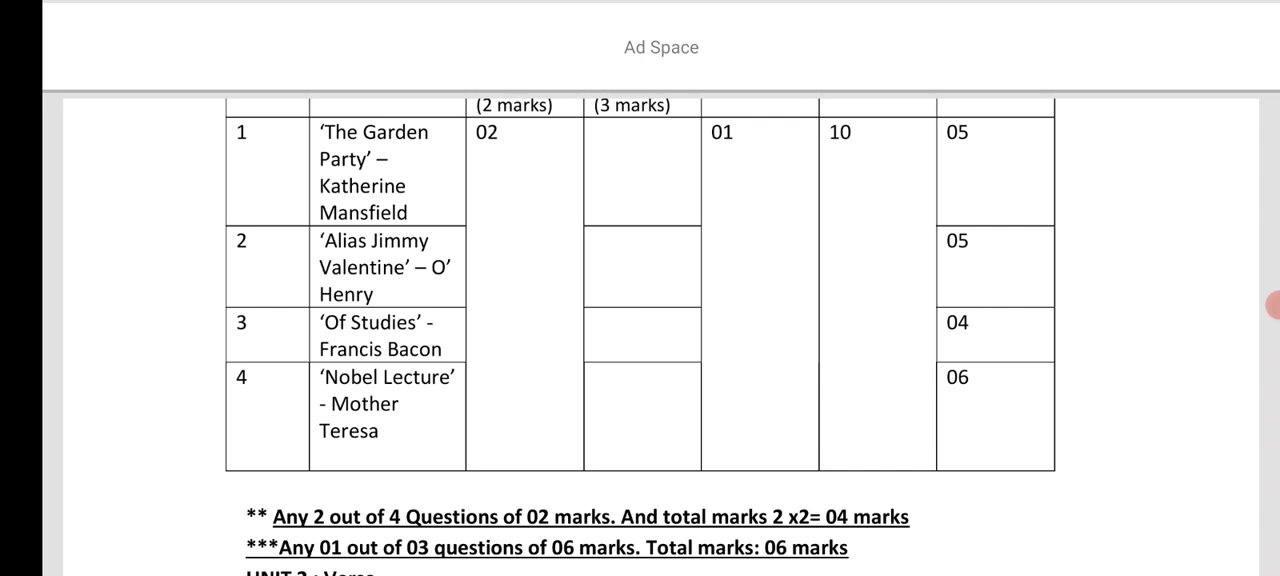 Ad Space
(2 marks) (3 marks)
1 ‘The Garden 02 01 10 05
Party’ –
Katherine
Mansfield
2 ‘Alias Jimmy 05
Valentine’ – O’
Henry
3 ‘Of Studies’ - 04
Francis Bacon
4 ‘Nobel Lecture’ 06
- Mother
Teresa
** Any 2 out of 4 Questions of 02 marks. And total marks 2 x2= 04 marks
***Any 01 out of 03 questions of 06 marks. Total marks: 06 marks